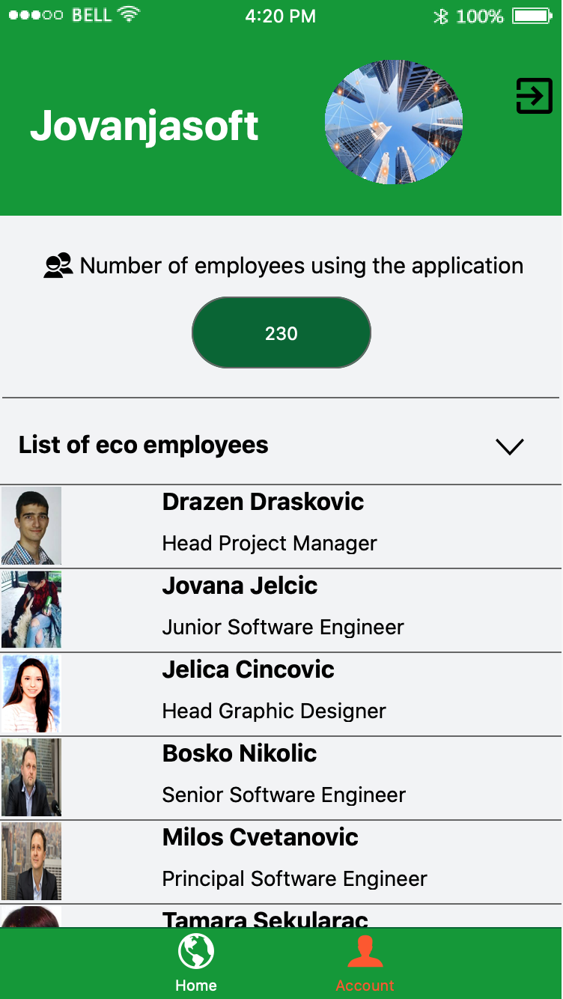 BELL 4:20 PM 100%
Jovanjasoft
Number of employees using the application
230
List of eco employees
Drazen Draskovic
Head Project Manager
Jovana Jelcic
Junior Software Engineer
Jelica Cincovic
Head Graphic Designer
Bosko Nikolic
Senior Software Engineer
Milos Cvetanovic
Principal Software Engineer
Tamara Sekularac
Home Account